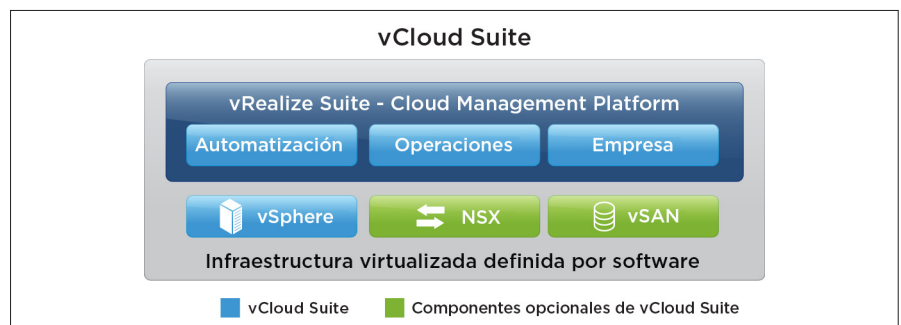 vCloud Suite
vRealize Suite - Cloud Management Platform
Automatización Operaciones Empresa
vSphere NSX vSAN
Infraestructura virtualizada definida por software
vCloud Suite Componentes opcionales de vCloud Suite